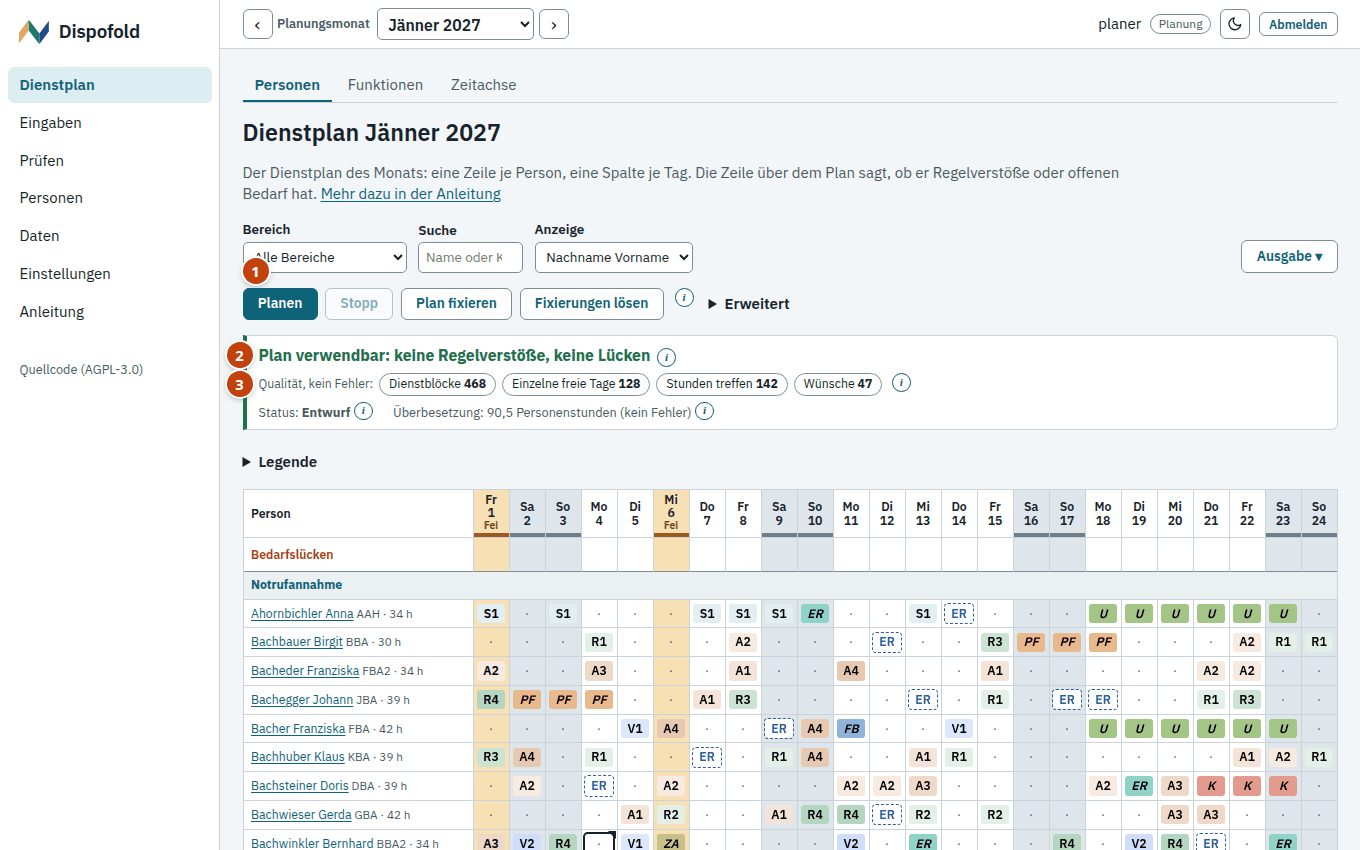 Dispofold
‹ Planungsmonat Jänner 2027 ›
planer Planung Abmelden
Dienstplan
Eingaben
Prüfen
Personen
Daten
Einstellungen
Anleitung
Quellcode (AGPL-3.0)
Personen Funktionen Zeitachse
Dienstplan Jänner 2027
Der Dienstplan des Monats: eine Zeile je Person, eine Spalte je Tag. Die Zeile über dem Plan sagt, ob er Regelverstöße oder offenen
Bedarf hat. Mehr dazu in der Anleitung
Bereich Suche Anzeige
Alle Bereiche Name oder K Nachname Vorname Ausgabe ▾
1
Planen Stopp Plan fixieren Fixierungen lösen i ▶ Erweitert
2 Plan verwendbar: keine Regelverstöße, keine Lücken i
3 Qualität, kein Fehler: Dienstblöcke 468 Einzelne freie Tage 128 Stunden treffen 142 Wünsche 47 i
Status: Entwurf i Überbesetzung: 90,5 Personenstunden (kein Fehler) i
▶ Legende
Person Fr 1 Fei Sa 2 So 3 Mo 4 Di 5 Mi 6 Fei Do 7 Fr 8 Sa 9 So 10 Mo 11 Di 12 Mi 13 Do 14 Fr 15 Sa 16 So 17 Mo 18 Di 19 Mi 20 Do 21 Fr 22 Sa 23 So 24
Bedarfslücken
Notrufannahme
Ahornbichler Anna AAH · 34 h S1 · S1 · · · S1 S1 S1 ER · · S1 ER · · · U U U U U U ·
Bachbauer Birgit BBA · 30 h · · · R1 · · · A2 · · · ER · · R3 PF PF PF · · · A2 R1 R1
Bacheder Franziska FBA2 · 34 h A2 · · A3 · · · A1 · · A4 · · · A1 · · · · · A2 A2 · ·
Bachegger Johann JBA · 39 h R4 PF PF PF · · A1 R3 · · · · ER · R1 · ER ER · · R1 R3 · ·
Bacher Franziska FBA · 42 h · · · · V1 A4 · · ER A4 FB · · V1 · · · U U U U U U ·
Bachhuber Klaus KBA · 39 h R3 A4 · R1 · · ER · R1 A4 · · A1 R1 · · · · · · · A1 A2 R1
Bachsteiner Doris DBA · 39 h · A2 · ER · A2 · · · · A2 A2 A3 · · · · A2 ER A3 K K K ·
Bachwieser Gerda GBA · 42 h · · · · A1 R2 · · A1 R4 R4 ER R2 · R2 · · · · A3 A3 · · ·
Bachwinkler Bernhard BBA2 · 34 h A3 V2 R4 · V1 ZA · · · · V2 · ER · · · R4 · V2 R4 ER · ER ·